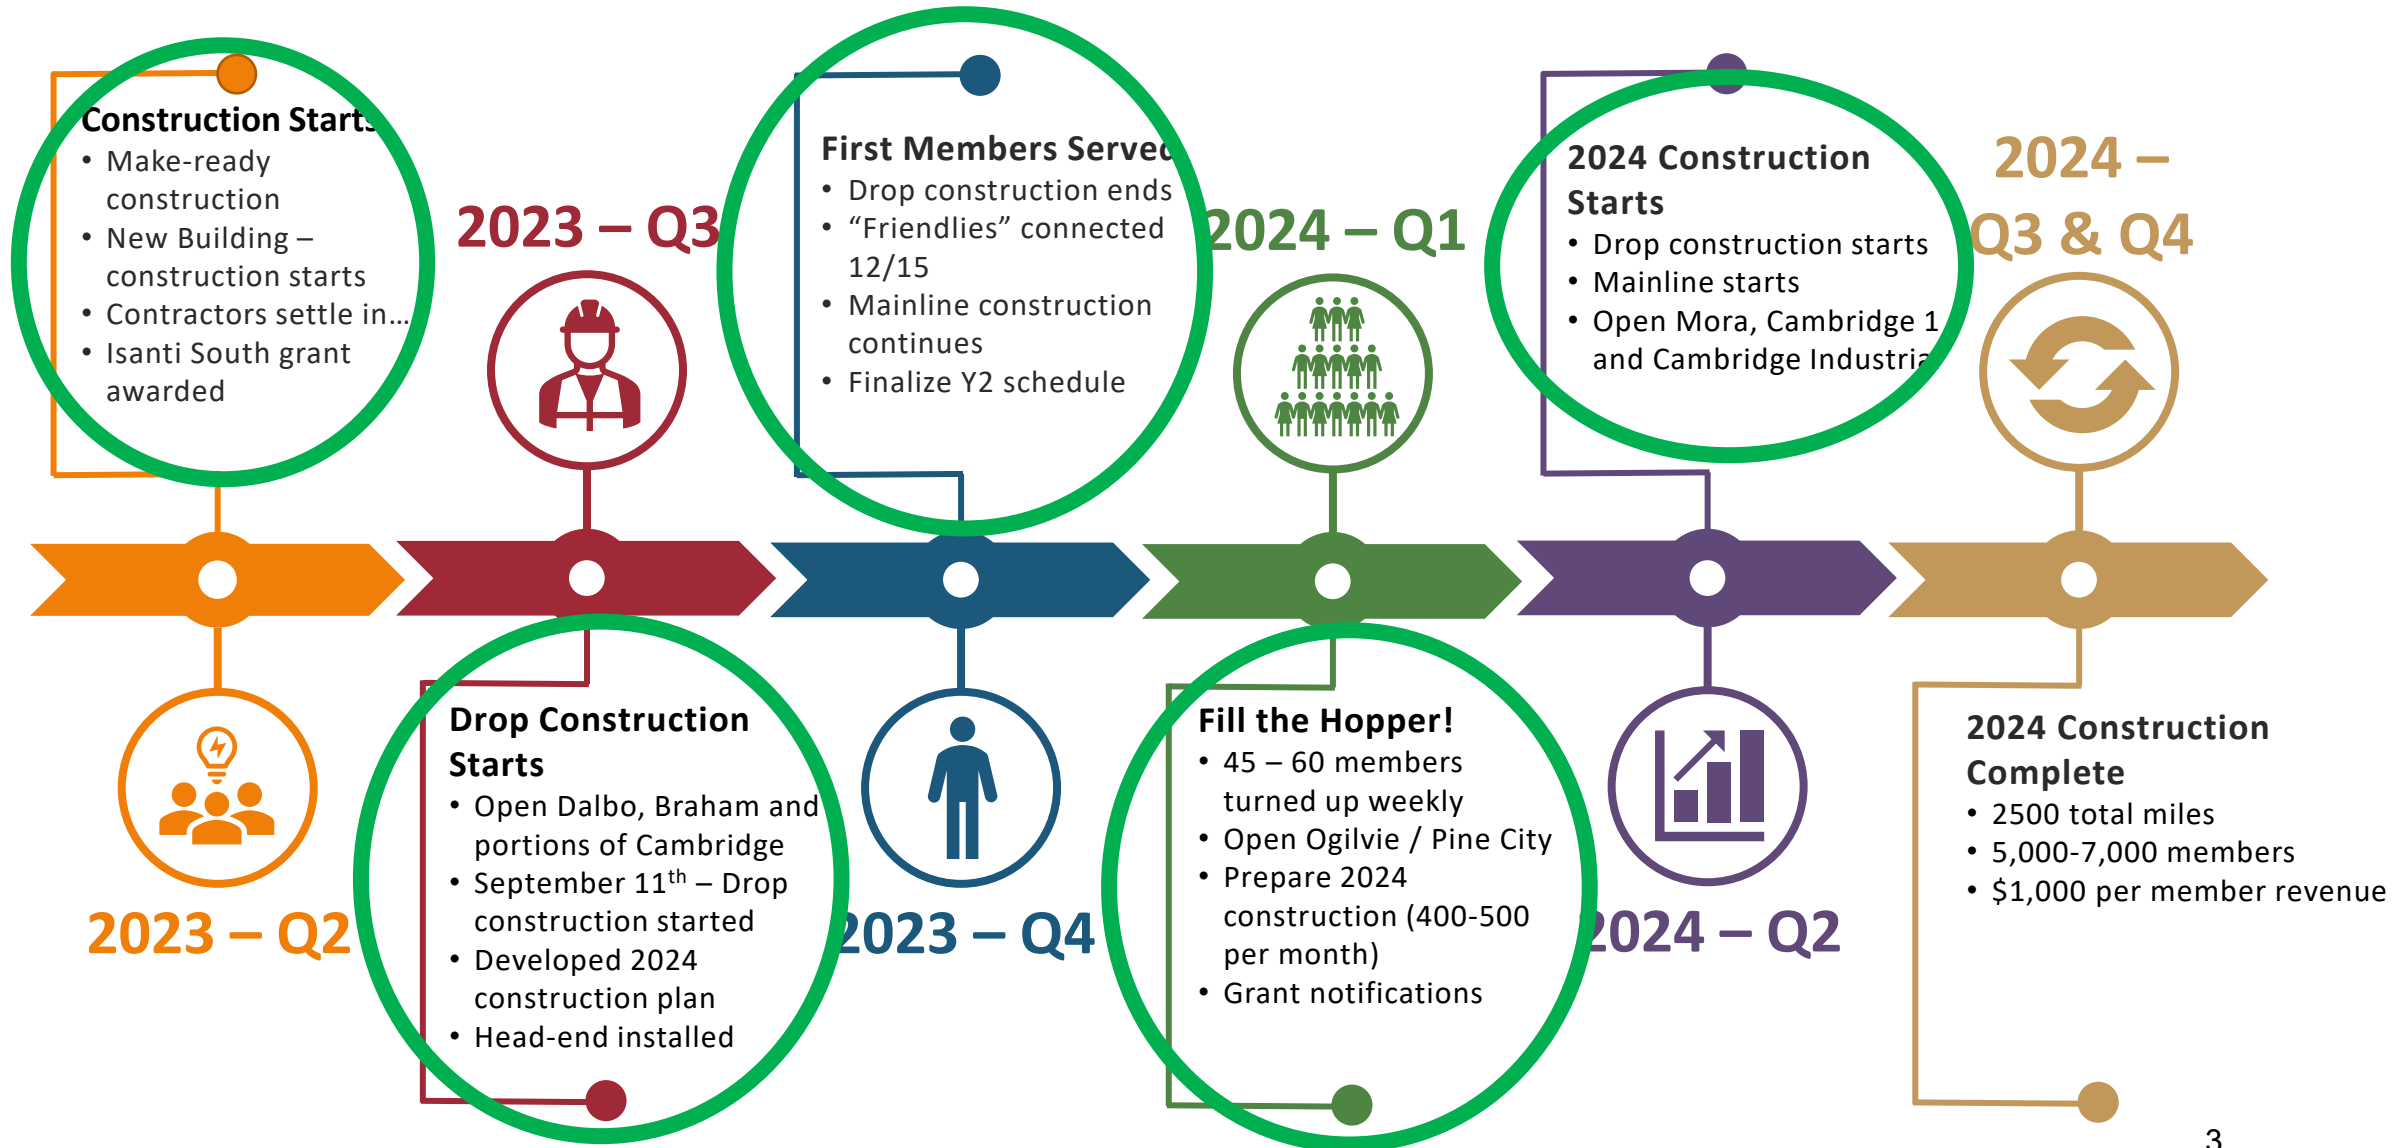 Construction Starts
• Make-ready
construction
• New Building –
construction starts
• Contractors settle in…
• Isanti South grant
awarded
2023 – Q2
2023 – Q3
Drop Construction
Starts
• Open Dalbo, Braham and
portions of Cambridge
• September 11th – Drop
construction started
• Developed 2024
construction plan
• Head-end installed
First Members Served
• Drop construction ends
• “Friendlies” connected
12/15
• Mainline construction
continues
• Finalize Y2 schedule
2023 – Q4
2024 – Q1
Fill the Hopper!
• 45 – 60 members
turned up weekly
• Open Ogilvie / Pine City
• Prepare 2024
construction (400-500
per month)
• Grant notifications
2024 Construction
Starts
• Drop construction starts
• Mainline starts
• Open Mora, Cambridge 1
and Cambridge Industrial
2024 – Q2
2024 –
Q3 & Q4
2024 Construction
Complete
• 2500 total miles
• 5,000-7,000 members
• $1,000 per member revenue
3